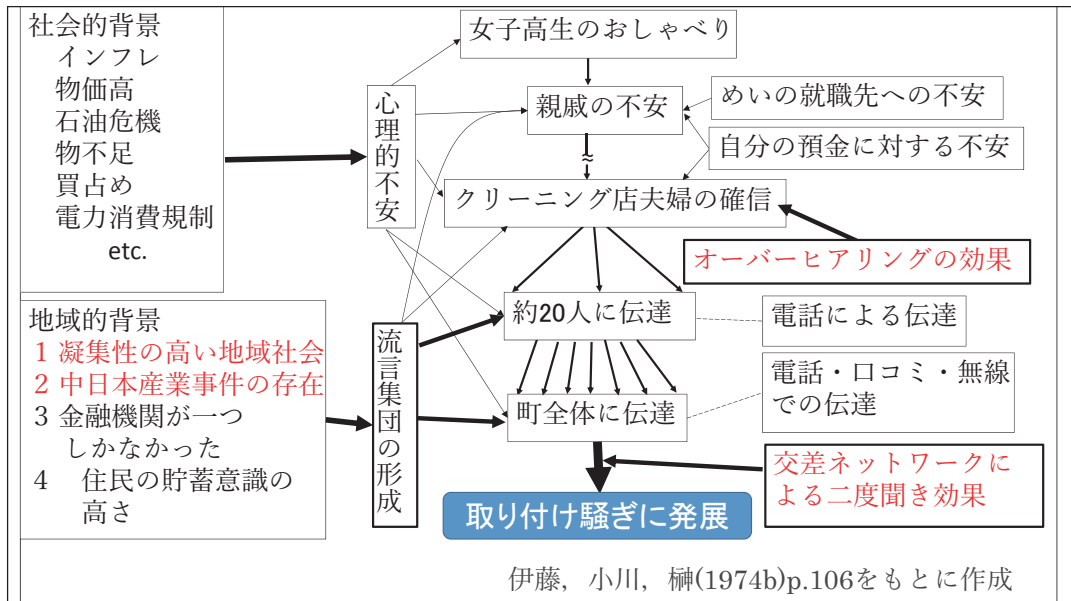 社会的背景
インフレ
物価高
石油危機
物不足
買占め
電力消費規制
etc.
地域的背景
1 凝集性の高い地域社会
2 中日本産業事件の存在
3 金融機関が一つ
しかなかった
4 住民の貯蓄意識の
高さ
心理的不安
流言集団の形成
女子高生のおしゃべり
親戚の不安
めいの就職先への不安
自分の預金に対する不安
≈
クリーニング店夫婦の確信
オーバーヒアリングの効果
約20人に伝達
電話による伝達
町全体に伝達
電話・口コミ・無線
での伝達
交差ネットワークに
よる二度聞き効果
取り付け騒ぎに発展
伊藤，小川，榊(1974b)p.106をもとに作成